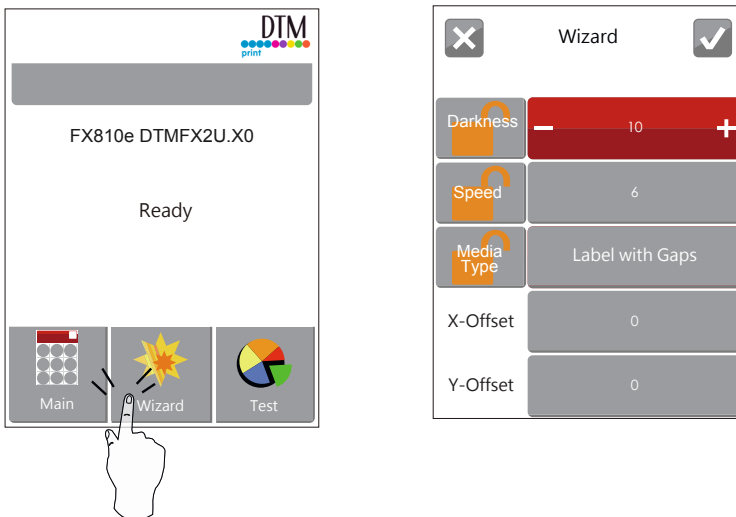 DTM
print
FX810e DTMFX2U.X0
Ready
Main
Wizard
Test
Wizard
Darkness
10
Speed
6
Media
Type
Label with Gaps
X-Offset
0
Y-Offset
0